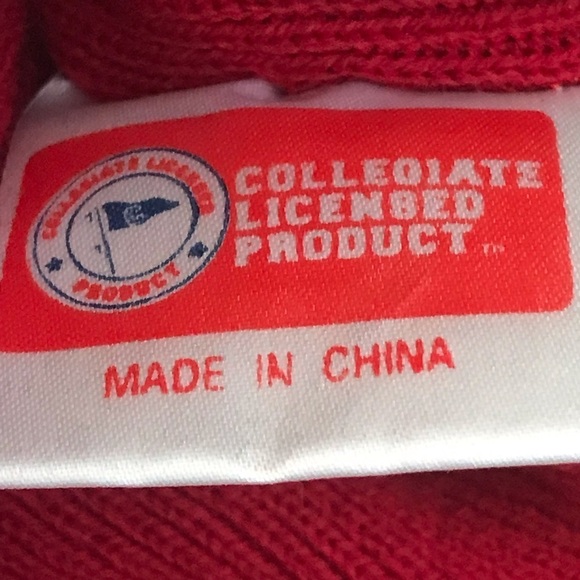 COLLEGIATE LICENSED
PRODUCT
COLLEGIATE
LICENSED
PRODUCT™
MADE IN CHINA